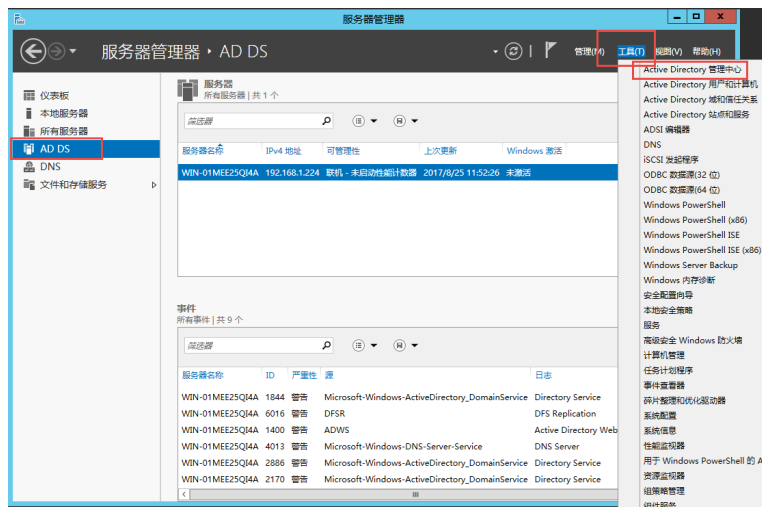 服务器管理器
服务器管理器 · AD DS
管理(M) 工具(T) 视图(V) 帮助(H)
仪表板
本地服务器
所有服务器
AD DS
DNS
文件和存储服务
服务器
所有服务器 | 共 1 个
筛选器
服务器名称 IPv4 地址 可管理性 上次更新 Windows 激活
WIN-01MEE25QI4A 192.168.1.224 联机 - 未启动性能计数器 2017/8/25 11:52:26 未激活
事件
所有事件 | 共 9 个
筛选器
服务器名称 ID 严重性 源 日志
WIN-01MEE25QI4A 1844 警告 Microsoft-Windows-ActiveDirectory_DomainService Directory Service
WIN-01MEE25QI4A 6016 警告 DFSR DFS Replication
WIN-01MEE25QI4A 1400 警告 ADWS Active Directory Web
WIN-01MEE25QI4A 4013 警告 Microsoft-Windows-DNS-Server-Service DNS Server
WIN-01MEE25QI4A 2886 警告 Microsoft-Windows-ActiveDirectory_DomainService Directory Service
WIN-01MEE25QI4A 2170 警告 Microsoft-Windows-ActiveDirectory_DomainService Directory Service
Active Directory 管理中心
Active Directory 用户和计算机
Active Directory 域和信任关系
Active Directory 站点和服务
ADSI 编辑器
DNS
iSCSI 发起程序
ODBC 数据源(32 位)
ODBC 数据源(64 位)
Windows PowerShell
Windows PowerShell (x86)
Windows PowerShell ISE
Windows PowerShell ISE (x86)
Windows Server Backup
Windows 内存诊断
安全配置向导
本地安全策略
服务
高级安全 Windows 防火墙
计算机管理
任务计划程序
事件查看器
碎片整理和优化驱动器
系统配置
系统信息
性能监视器
用于 Windows PowerShell 的 A
资源监视器
组策略管理
组件服务